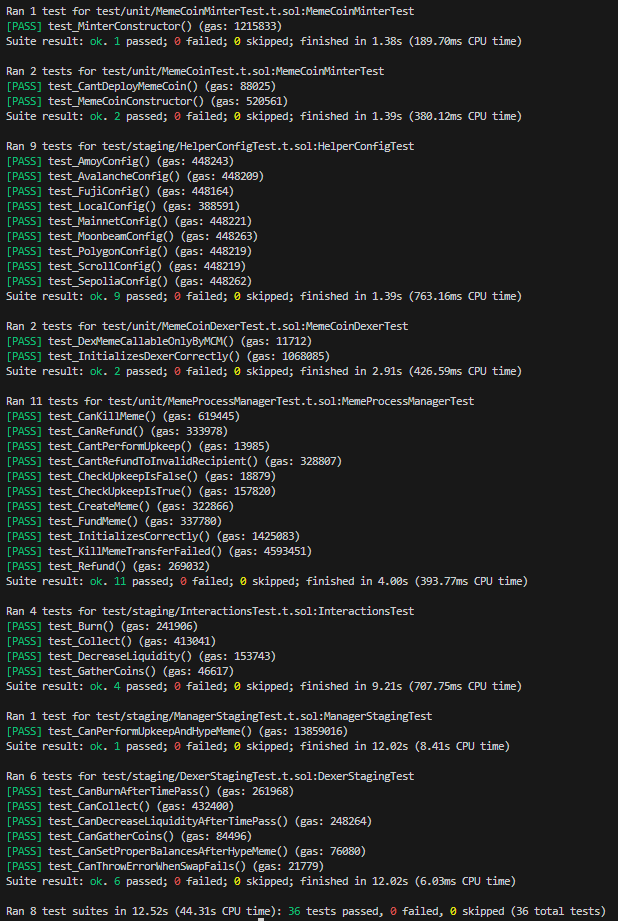 Ran 1 test for test/unit/MemeCoinMinterTest.t.sol:MemeCoinMinterTest
[PASS] test_MinterConstructor() (gas: 1215833)
Suite result: ok. 1 passed; 0 failed; 0 skipped; finished in 1.38s (189.70ms CPU time)
Ran 2 tests for test/unit/MemeCoinTest.t.sol:MemeCoinMinterTest
[PASS] test_CantDeployMemeCoin() (gas: 88025)
[PASS] test_MemeCoinConstructor() (gas: 520561)
Suite result: ok. 2 passed; 0 failed; 0 skipped; finished in 1.39s (380.12ms CPU time)
Ran 9 tests for test/staging/HelperConfigTest.t.sol:HelperConfigTest
[PASS] test_AmoyConfig() (gas: 448243)
[PASS] test_AvalancheConfig() (gas: 448209)
[PASS] test_FujiConfig() (gas: 448164)
[PASS] test_LocalConfig() (gas: 388591)
[PASS] test_MainnetConfig() (gas: 448221)
[PASS] test_MoonbeamConfig() (gas: 448263)
[PASS] test_PolygonConfig() (gas: 448219)
[PASS] test_ScrollConfig() (gas: 448219)
[PASS] test_SepoliaConfig() (gas: 448262)
Suite result: ok. 9 passed; 0 failed; 0 skipped; finished in 1.39s (763.16ms CPU time)
Ran 2 tests for test/unit/MemeCoinDexerTest.t.sol:MemeCoinDexerTest
[PASS] test_DexMemeCallableOnlyByMCM() (gas: 11712)
[PASS] test_InitializesDexerCorrectly() (gas: 1068085)
Suite result: ok. 2 passed; 0 failed; 0 skipped; finished in 2.91s (426.59ms CPU time)
Ran 11 tests for test/unit/MemeProcessManagerTest.t.sol:MemeProcessManagerTest
[PASS] test_CanKillMeme() (gas: 619445)
[PASS] test_CanRefund() (gas: 333978)
[PASS] test_CantPerformUpkeep() (gas: 13985)
[PASS] test_CantRefundToInvalidRecipient() (gas: 328807)
[PASS] test_CheckUpkeepIsFalse() (gas: 18879)
[PASS] test_CheckUpkeepIsTrue() (gas: 157820)
[PASS] test_CreateMeme() (gas: 322866)
[PASS] test_FundMeme() (gas: 337780)
[PASS] test_InitializesCorrectly() (gas: 1425083)
[PASS] test_KillMemeTransferFailed() (gas: 4593451)
[PASS] test_Refund() (gas: 269032)
Suite result: ok. 11 passed; 0 failed; 0 skipped; finished in 4.00s (393.77ms CPU time)
Ran 4 tests for test/staging/InteractionsTest.t.sol:InteractionsTest
[PASS] test_Burn() (gas: 241906)
[PASS] test_Collect() (gas: 413041)
[PASS] test_DecreaseLiquidity() (gas: 153743)
[PASS] test_GatherCoins() (gas: 46617)
Suite result: ok. 4 passed; 0 failed; 0 skipped; finished in 9.21s (707.75ms CPU time)
Ran 1 test for test/staging/ManagerStagingTest.t.sol:ManagerStagingTest
[PASS] test_CanPerformUpkeepAndHypeMeme() (gas: 13859016)
Suite result: ok. 1 passed; 0 failed; 0 skipped; finished in 12.02s (8.41s CPU time)
Ran 6 tests for test/staging/DexerStagingTest.t.sol:DexerStagingTest
[PASS] test_CanBurnAfterTimePass() (gas: 261968)
[PASS] test_CanCollect() (gas: 432400)
[PASS] test_CanDecreaseLiquidityAfterTimePass() (gas: 248264)
[PASS] test_CanGatherCoins() (gas: 84496)
[PASS] test_CanSetProperBalancesAfterHypeMeme() (gas: 76080)
[PASS] test_CanThrowErrorWhenSwapFails() (gas: 21779)
Suite result: ok. 6 passed; 0 failed; 0 skipped; finished in 12.02s (6.03ms CPU time)
Ran 8 test suites in 12.52s (44.31s CPU time): 36 tests passed, 0 failed, 0 skipped (36 total tests)